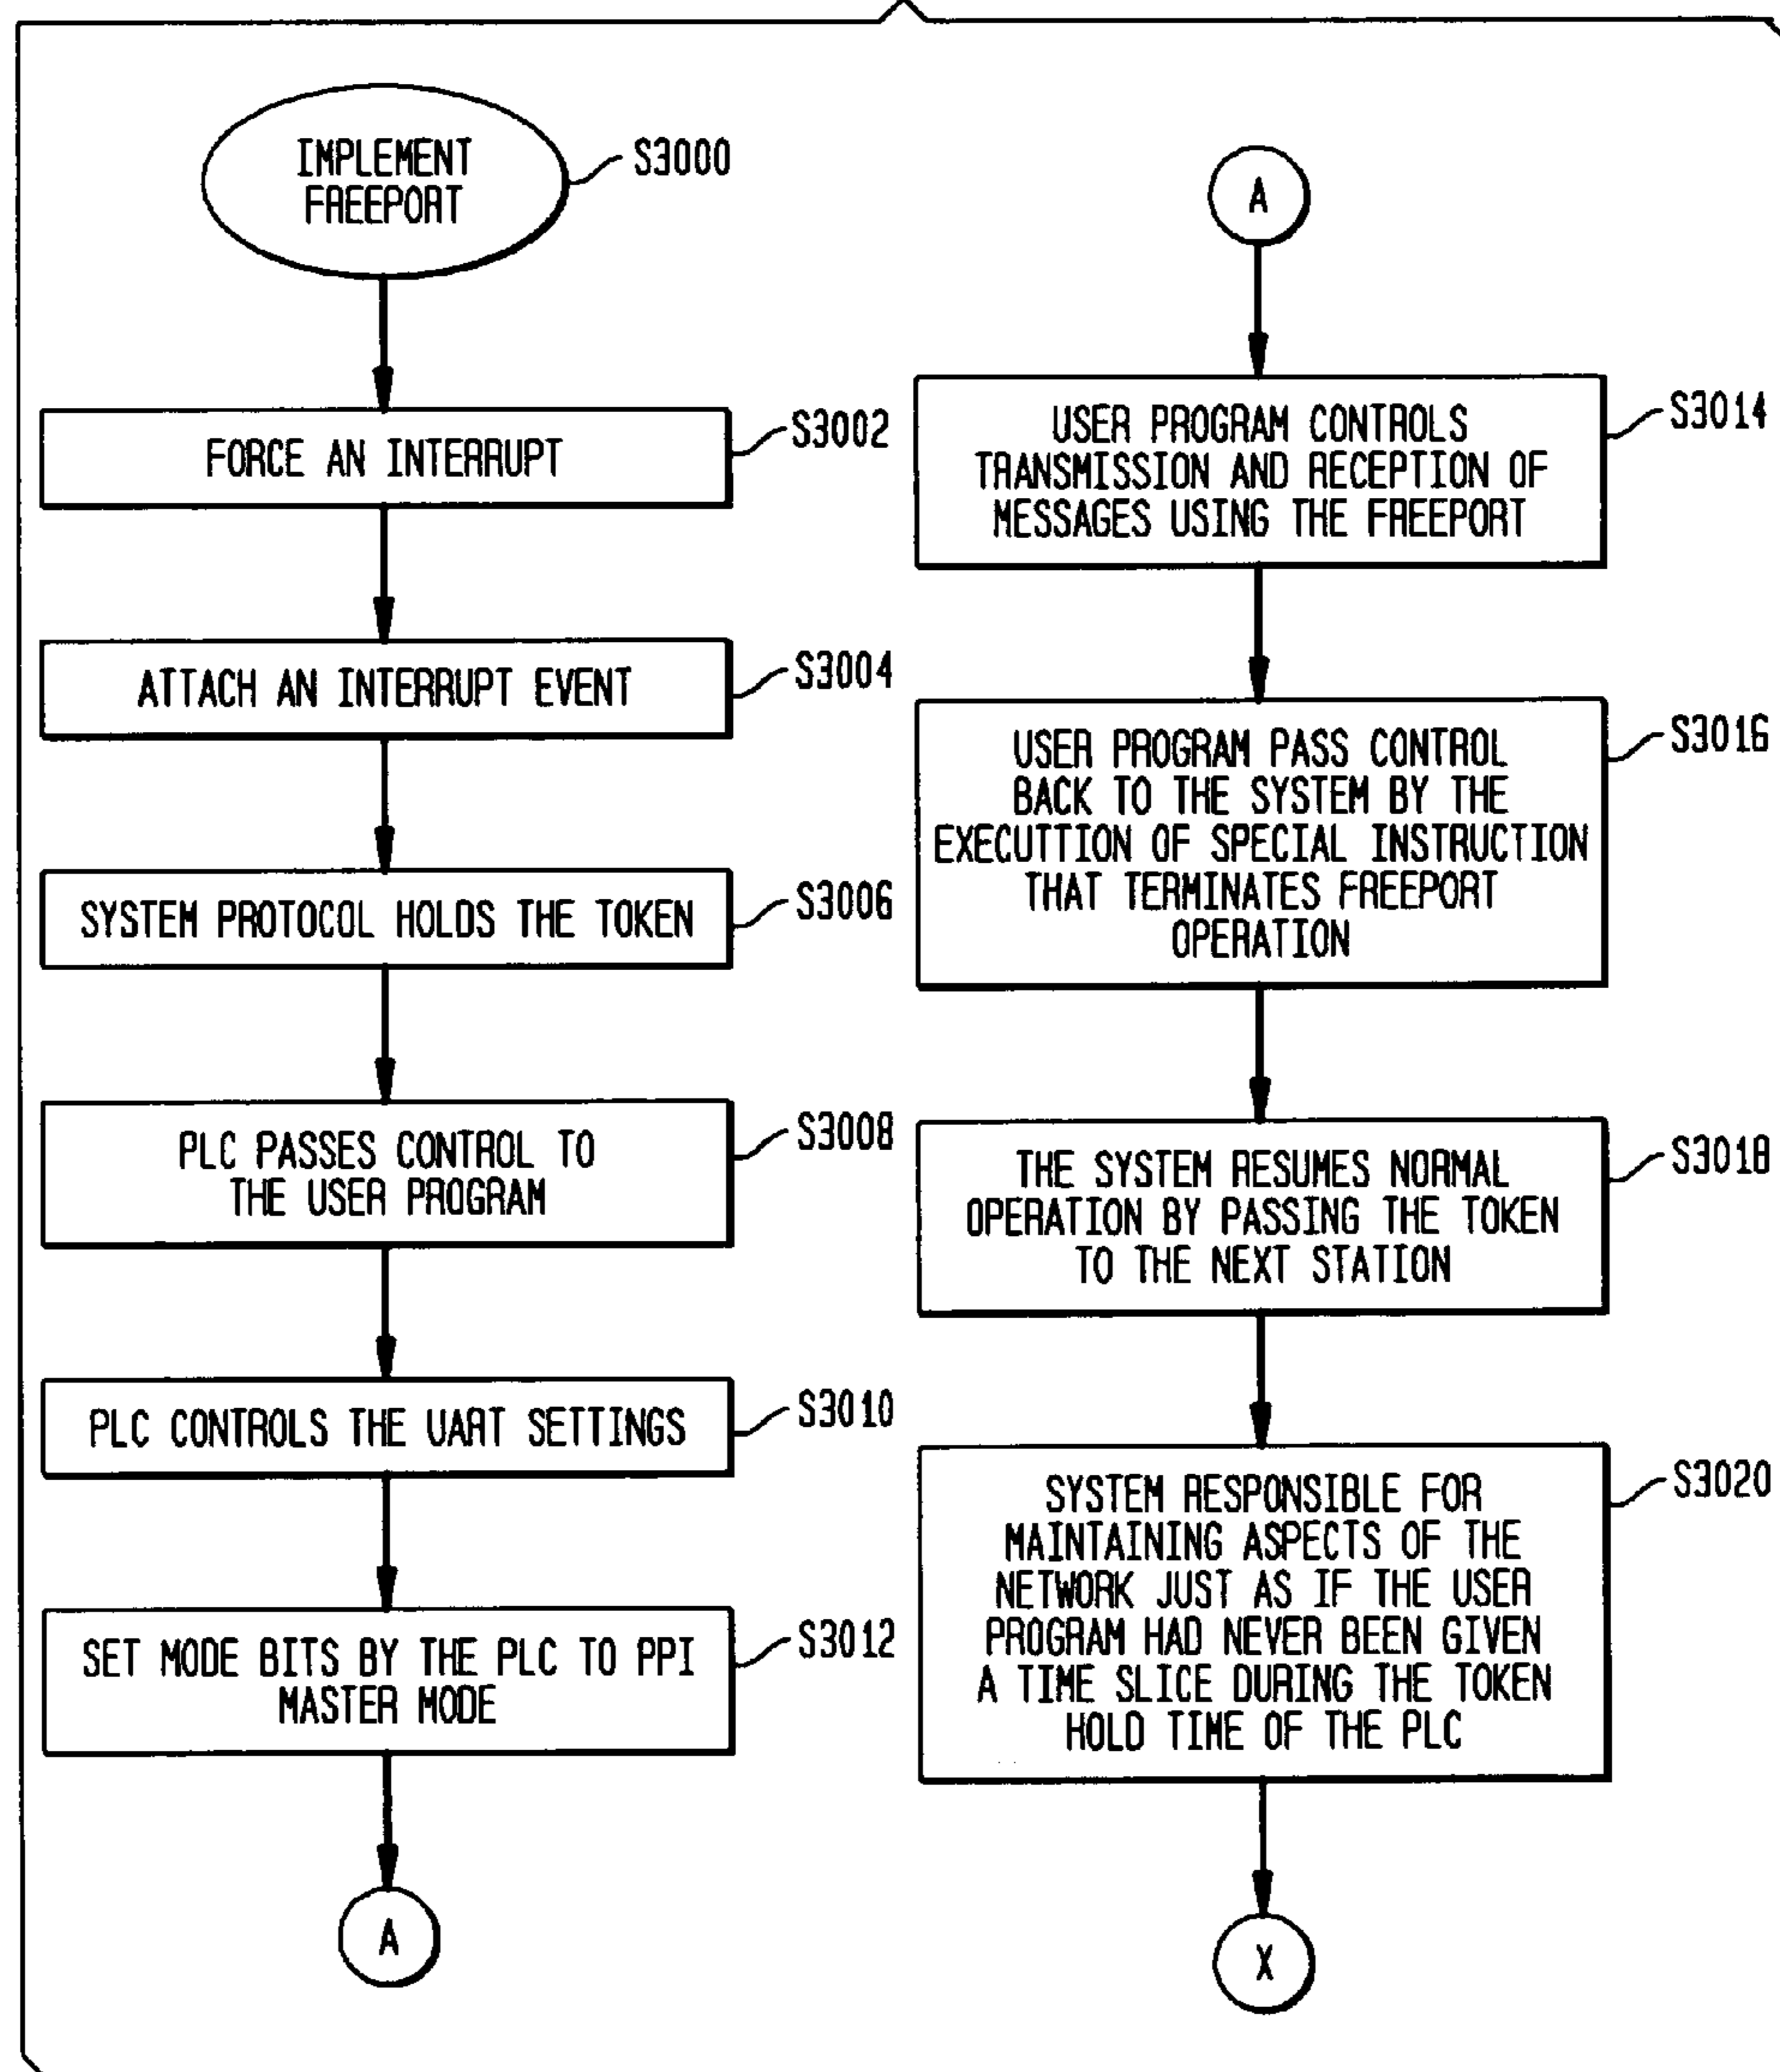 IMPLEMENT
FREEPORT
S3000
FORCE AN INTERRUPT
S3002
ATTACH AN INTERRUPT EVENT
S3004
SYSTEM PROTOCOL HOLDS THE TOKEN
S3006
PLC PASSES CONTROL TO
THE USER PROGRAM
S3008
PLC CONTROLS THE UART SETTINGS
S3010
SET MODE BITS BY THE PLC TO PPI
MASTER MODE
S3012
A
A
USER PROGRAM CONTROLS
TRANSMISSION AND RECEPTION OF
MESSAGES USING THE FREEPORT
S3014
USER PROGRAM PASS CONTROL
BACK TO THE SYSTEM BY THE
EXECUTTION OF SPECIAL INSTRUCTION
THAT TERMINATES FREEPORT
OPERATION
S3016
THE SYSTEM RESUMES NORMAL
OPERATION BY PASSING THE TOKEN
TO THE NEXT STATION
S3018
SYSTEM RESPONSIBLE FOR
MAINTAINING ASPECTS OF THE
NETWORK JUST AS IF THE USER
PROGRAM HAD NEVER BEEN GIVEN
A TIME SLICE DURING THE TOKEN
HOLD TIME OF THE PLC
S3020
X